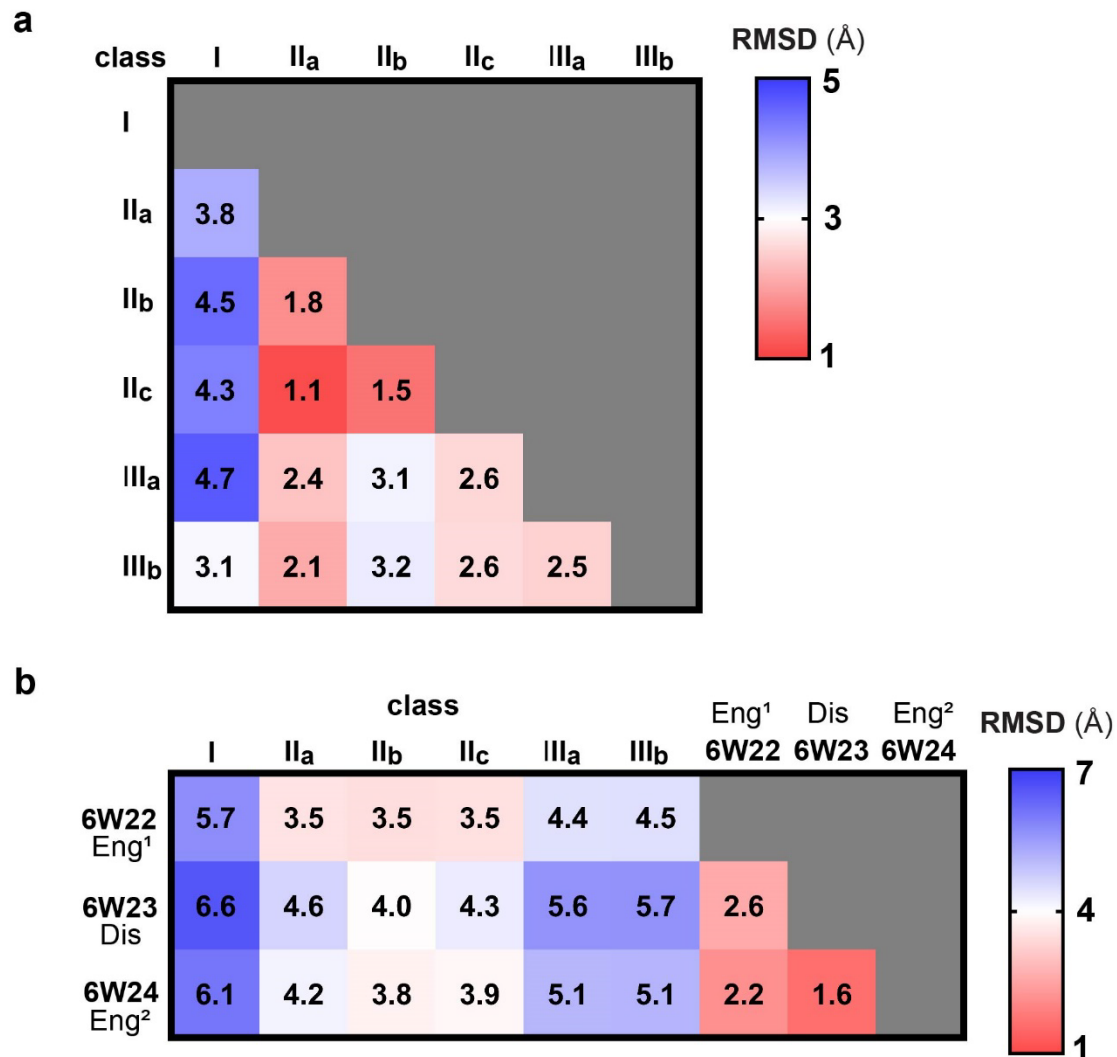 a
RMSD (Å)
class I IIa IIb IIc IIIa IIIb
5
3
1
I
IIa 3.8
IIb 4.5 1.8
IIc 4.3 1.1 1.5
IIIa 4.7 2.4 3.1 2.6
IIIb 3.1 2.1 3.2 2.6 2.5
b
class Eng¹ Dis Eng² RMSD (Å)
I IIa IIb IIc IIIa IIIb 6W22 6W23 6W24
7
4
1
6W22 5.7 3.5 3.5 3.5 4.4 4.5
Eng¹
6W23 6.6 4.6 4.0 4.3 5.6 5.7 2.6
Dis
6W24 6.1 4.2 3.8 3.9 5.1 5.1 2.2 1.6
Eng²